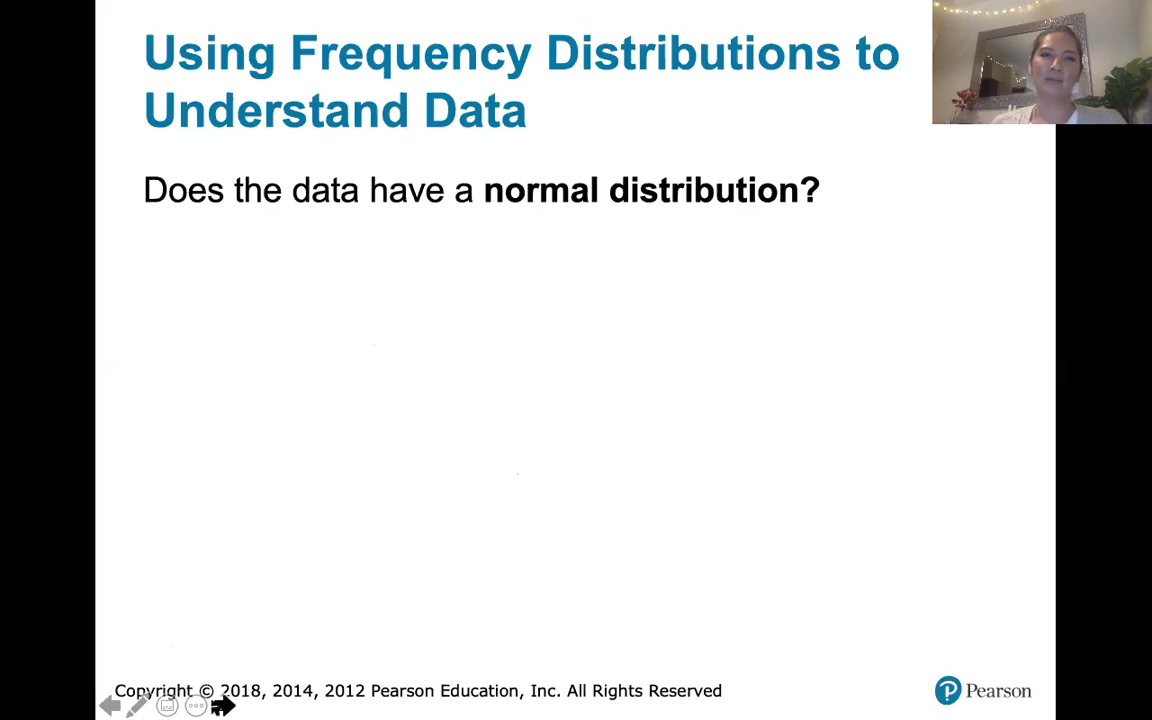 Using Frequency Distributions to
Understand Data
Does the data have a normal distribution?
Copyright © 2018, 2014, 2012 Pearson Education, Inc. All Rights Reserved
Pearson